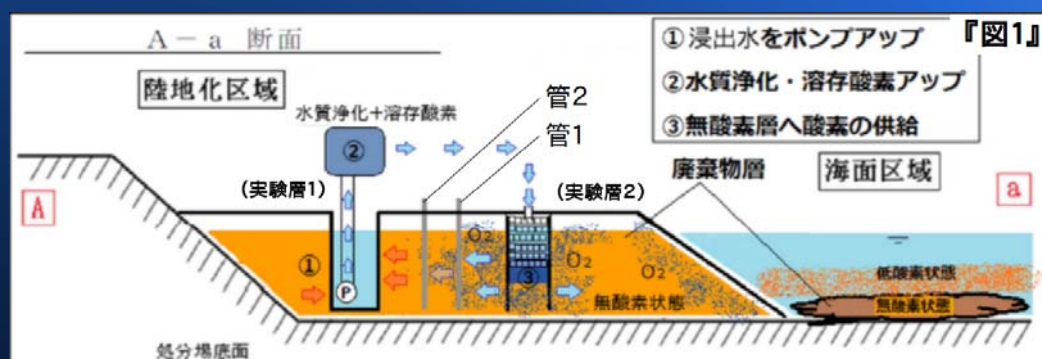 A－a 断面
『図1』
①浸出水をポンプアップ
②水質浄化・溶存酸素アップ
③無酸素層へ酸素の供給
陸地化区域
水質浄化+溶存酸素
管2
管1
②
廃棄物層
海面区域
(実験層1)
(実験層2)
A
a
O₂
①
O₂
O₂
低酸素状態
③
P
無酸素状態
無酸素状態
処分場底面